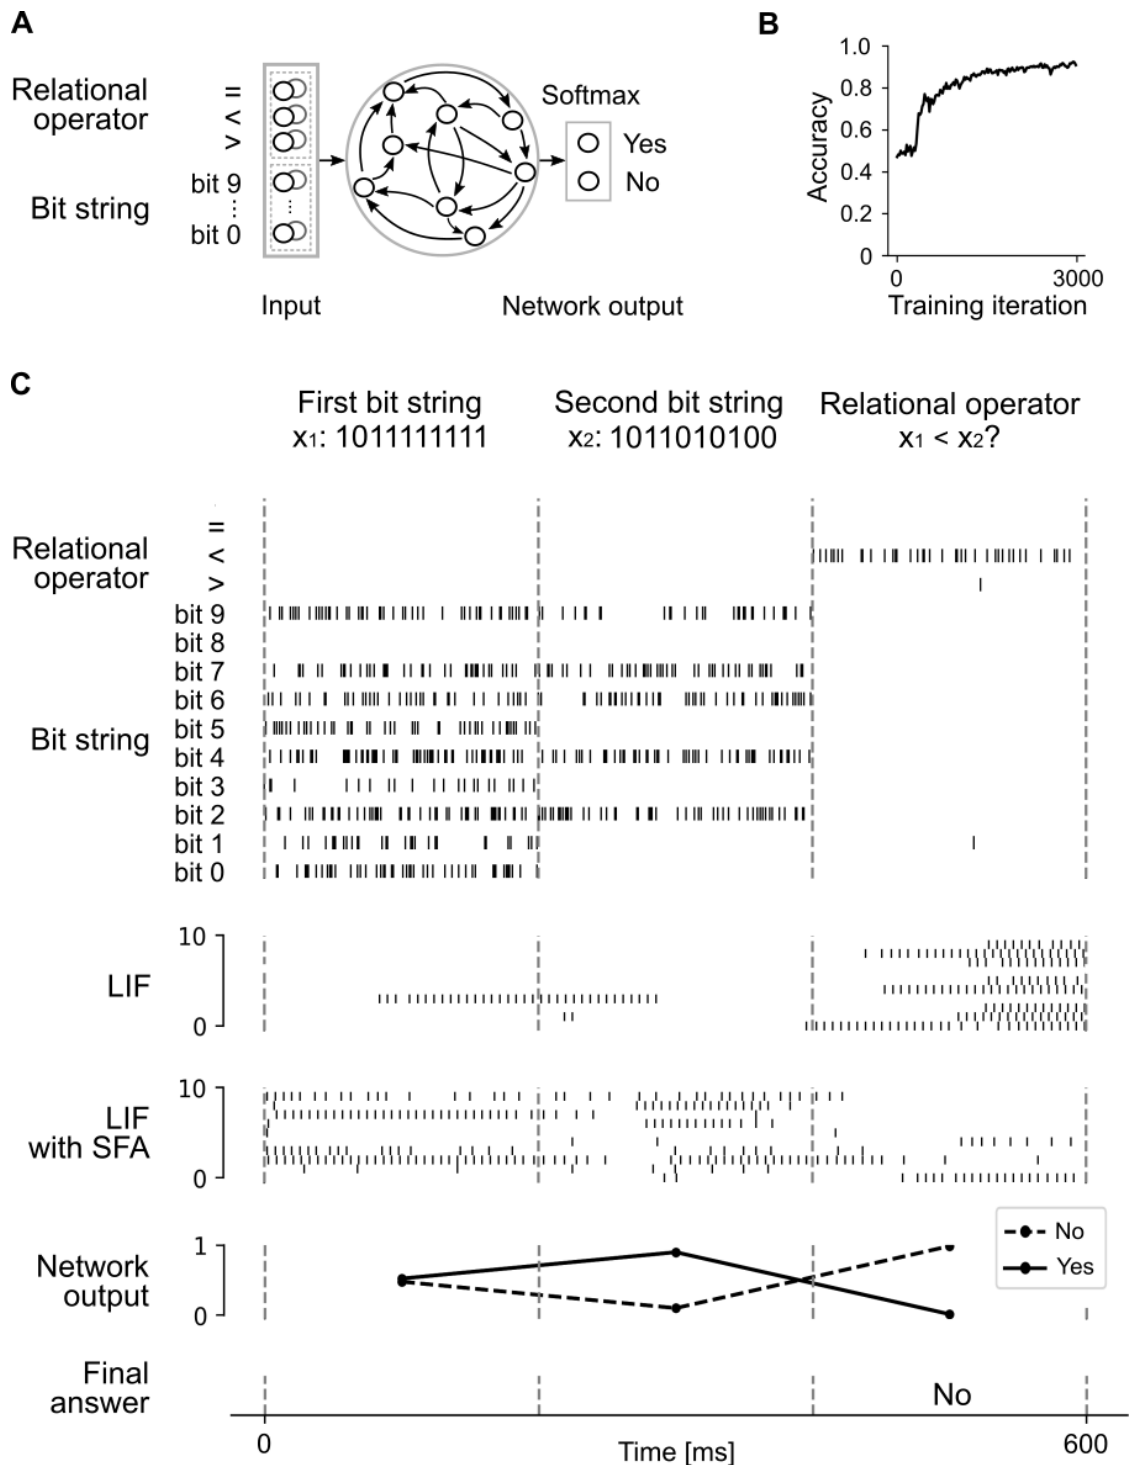 A
Relational
operator
=
<
>
Bit string
bit 9
⋮
bit 0
Softmax
Yes
No
Input
Network output
B
Accuracy
1.0
0.8
0.6
0.4
0.2
0
0
3000
Training iteration
C
First bit string
x1: 1011111111
Second bit string
x2: 1011010100
Relational operator
x1 < x2?
Relational
operator
=
<
>
Bit string
bit 9
bit 8
bit 7
bit 6
bit 5
bit 4
bit 3
bit 2
bit 1
bit 0
LIF
10
0
LIF
with SFA
10
0
Network
output
1
0
No
Yes
Final
answer
No
0
Time [ms]
600